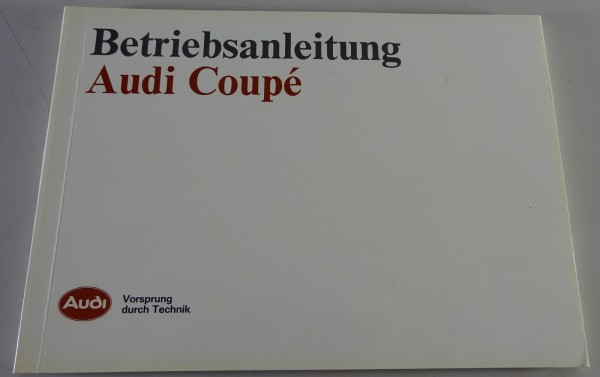 Betriebsanleitung
Audi Coupé
Audi
Vorsprung
durch Technik